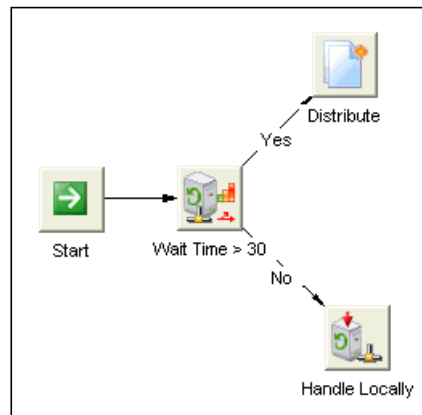 Distribute
Yes
Start
Wait Time > 30
No
Handle Locally